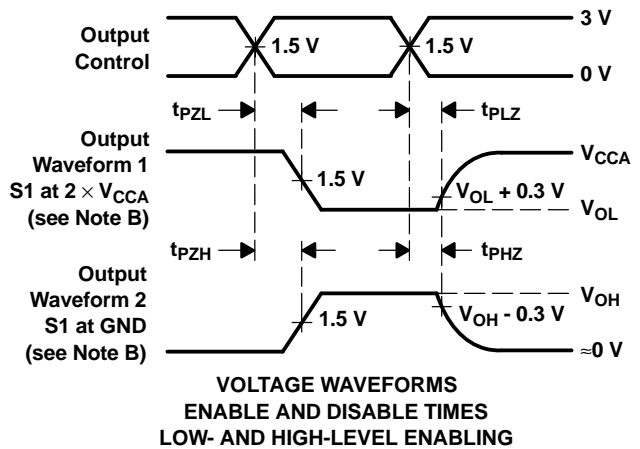 Output
Control
1.5 V
1.5 V
3 V
0 V
tPZL
tPLZ
Output
Waveform 1
S1 at 2 × VCCA
(see Note B)
1.5 V
VCCA
VOL + 0.3 V
VOL
tPZH
tPHZ
Output
Waveform 2
S1 at GND
(see Note B)
1.5 V
VOH
VOH - 0.3 V
≈0 V
VOLTAGE WAVEFORMS
ENABLE AND DISABLE TIMES
LOW- AND HIGH-LEVEL ENABLING